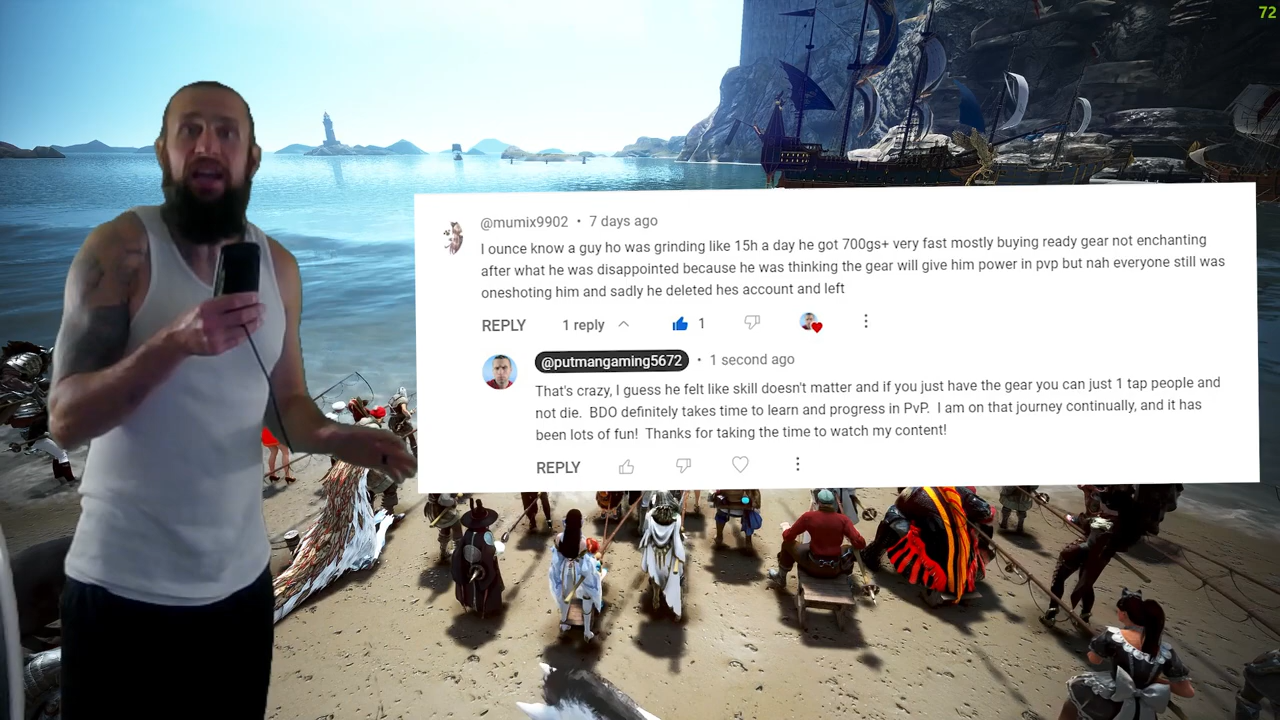 72
@mumix9902 • 7 days ago
I ounce know a guy ho was grinding like 15h a day he got 700gs+ very fast mostly buying ready gear not enchanting
after what he was disappointed because he was thinking the gear will give him power in pvp but nah everyone still was
oneshoting him and sadly he deleted hes account and left
REPLY 1 reply 1
@putmangaming5672 • 1 second ago
That's crazy, I guess he felt like skill doesn't matter and if you just have the gear you can just 1 tap people and
not die. BDO definitely takes time to learn and progress in PvP. I am on that journey continually, and it has
been lots of fun! Thanks for taking the time to watch my content!
REPLY